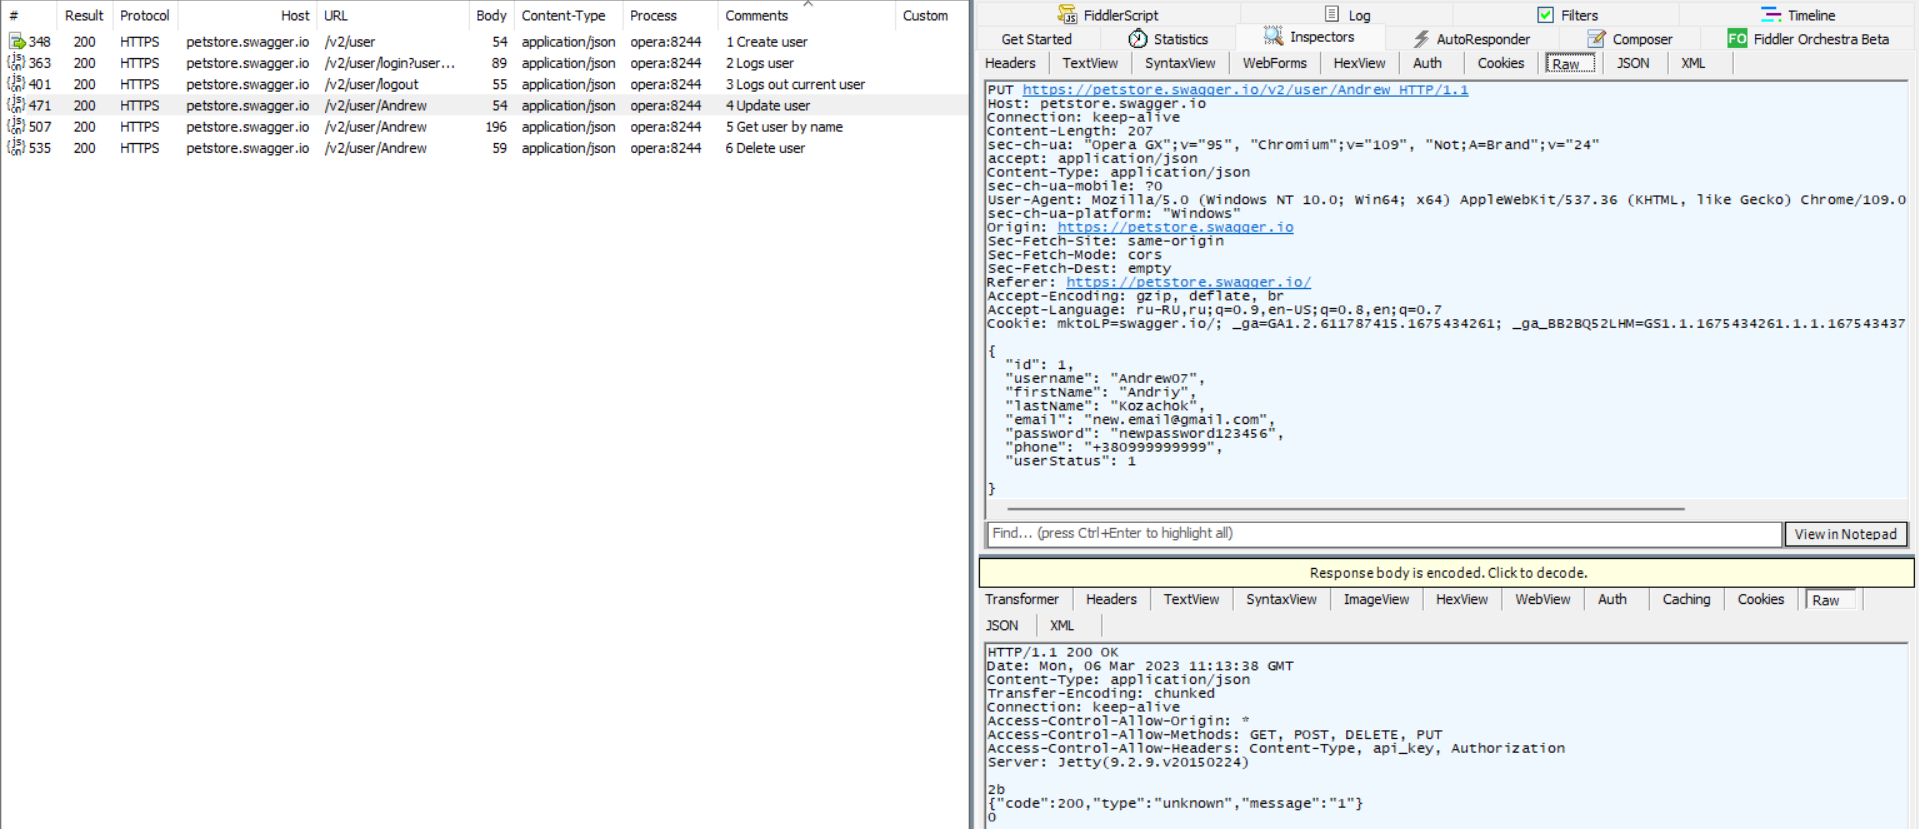 # Result Protocol Host URL Body Content-Type Process Comments Custom
348 200 HTTPS petstore.swagger.io /v2/user 54 application/json opera:8244 1 Create user
363 200 HTTPS petstore.swagger.io /v2/user/login?user... 89 application/json opera:8244 2 Logs user
401 200 HTTPS petstore.swagger.io /v2/user/logout 55 application/json opera:8244 3 Logs out current user
471 200 HTTPS petstore.swagger.io /v2/user/Andrew 54 application/json opera:8244 4 Update user
507 200 HTTPS petstore.swagger.io /v2/user/Andrew 196 application/json opera:8244 5 Get user by name
535 200 HTTPS petstore.swagger.io /v2/user/Andrew 59 application/json opera:8244 6 Delete user
FiddlerScript Log Filters Timeline
Get Started Statistics Inspectors AutoResponder Composer FO Fiddler Orchestra Beta
Headers TextView SyntaxView WebForms HexView Auth Cookies Raw JSON XML
PUT https://petstore.swagger.io/v2/user/Andrew HTTP/1.1
Host: petstore.swagger.io
Connection: keep-alive
Content-Length: 207
sec-ch-ua: "Opera GX";v="95", "Chromium";v="109", "Not;A=Brand";v="24"
accept: application/json
Content-Type: application/json
sec-ch-ua-mobile: ?0
User-Agent: Mozilla/5.0 (Windows NT 10.0; Win64; x64) AppleWebKit/537.36 (KHTML, like Gecko) Chrome/109.0
sec-ch-ua-platform: "Windows"
Origin: https://petstore.swagger.io
Sec-Fetch-Site: same-origin
Sec-Fetch-Mode: cors
Sec-Fetch-Dest: empty
Referer: https://petstore.swagger.io/
Accept-Encoding: gzip, deflate, br
Accept-Language: ru-RU,ru;q=0.9,en-US;q=0.8,en;q=0.7
Cookie: mktoLP=swagger.io/; _ga=GA1.2.611787415.1675434261; _ga_BB2BQ52LHM=GS1.1.1675434261.1.1.167543437
{
"id": 1,
"username": "Andrew07",
"firstName": "Andriy",
"lastName": "Kozachok",
"email": "new.email@gmail.com",
"password": "newpassword123456",
"phone": "+380999999999",
"userStatus": 1
}
Find... (press Ctrl+Enter to highlight all) View in Notepad
Response body is encoded. Click to decode.
Transformer Headers TextView SyntaxView ImageView HexView WebView Auth Caching Cookies Raw
JSON XML
HTTP/1.1 200 OK
Date: Mon, 06 Mar 2023 11:13:38 GMT
Content-Type: application/json
Transfer-Encoding: chunked
Connection: keep-alive
Access-Control-Allow-Origin: *
Access-Control-Allow-Methods: GET, POST, DELETE, PUT
Access-Control-Allow-Headers: Content-Type, api_key, Authorization
Server: Jetty(9.2.9.v20150224)
2b
{"code":200,"type":"unknown","message":"1"}
0